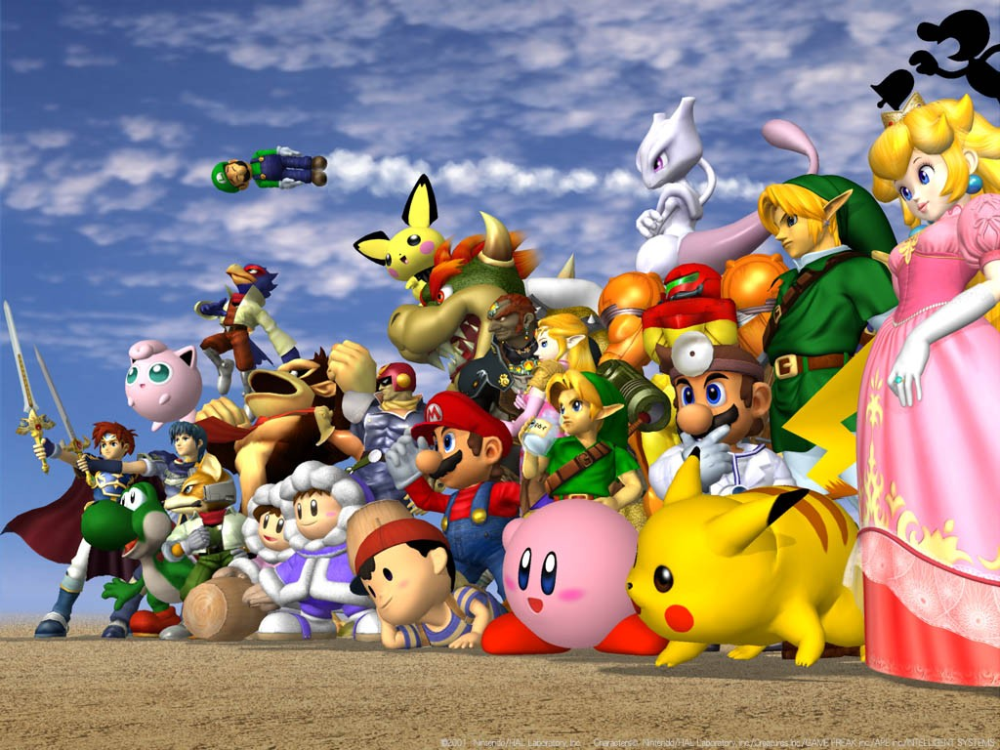 M
©2001 Nintendo/HAL Laboratory, Inc. Characters© Nintendo/HAL Laboratory, Inc./Creatures Inc./GAME FREAK inc./APE inc./INTELLIGENT SYSTEMS